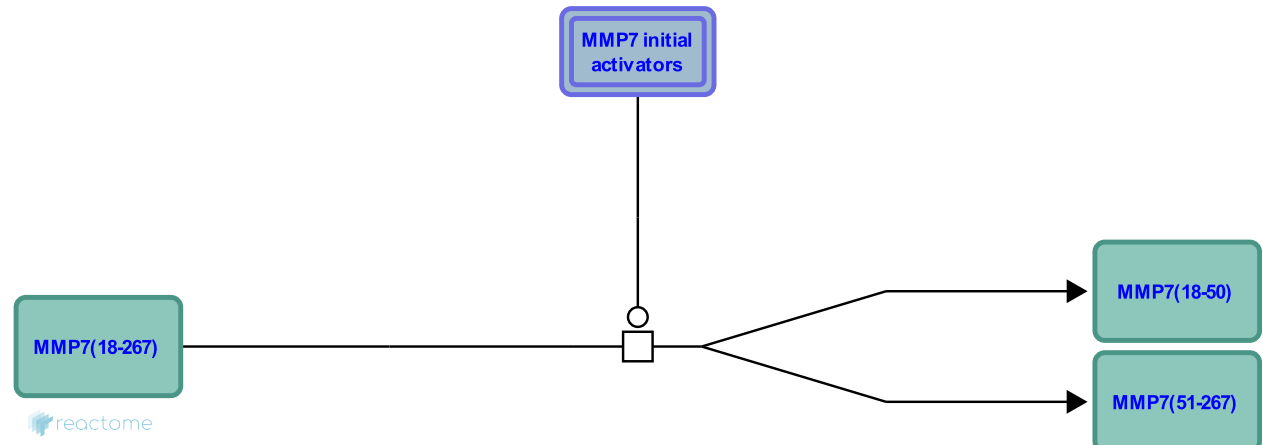 MMP7 initial
activators
MMP7(18-50)
MMP7(18-267)
MMP7(51-267)
reactome